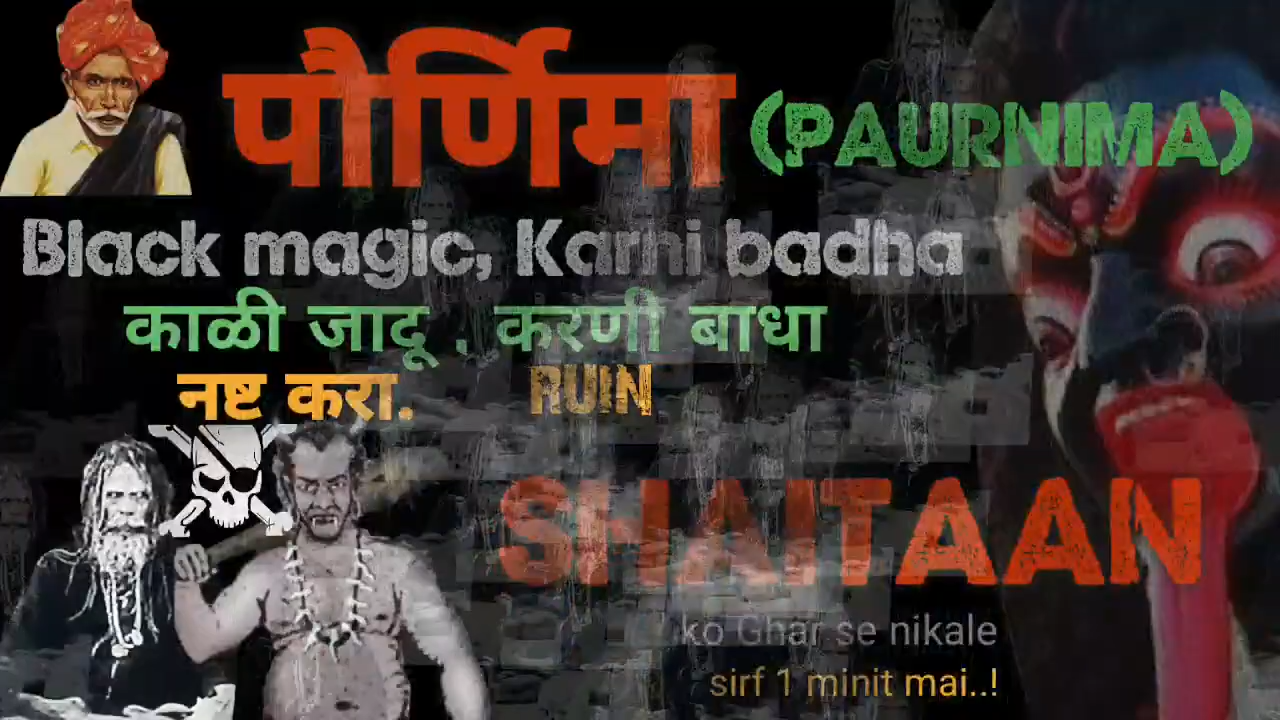 पौर्णिमा (PAURNIMA)
Black magic, Karni badha
काळी जादू . करणी बाधा
नष्ट करा. RUIN
SHAITAAN
ko Ghar se nikale
sirf 1 minit mai..!